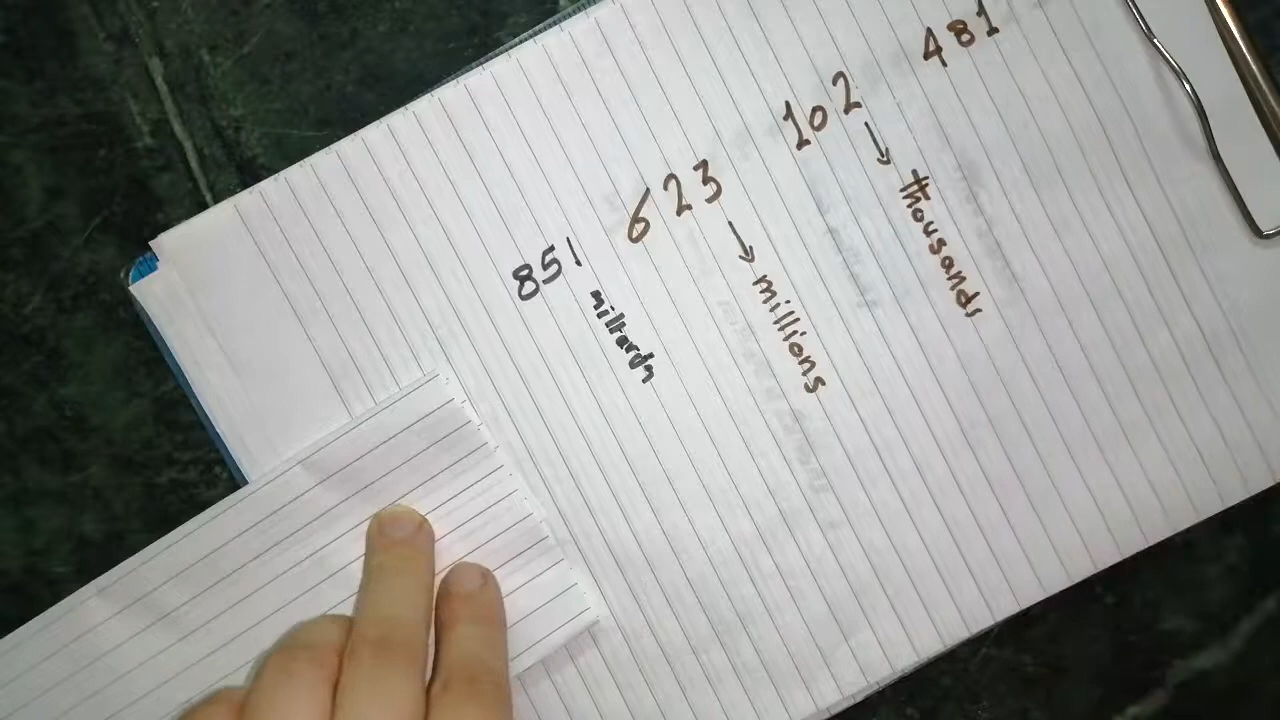 851 623 102 481
milliards
→ millions
→ thousands